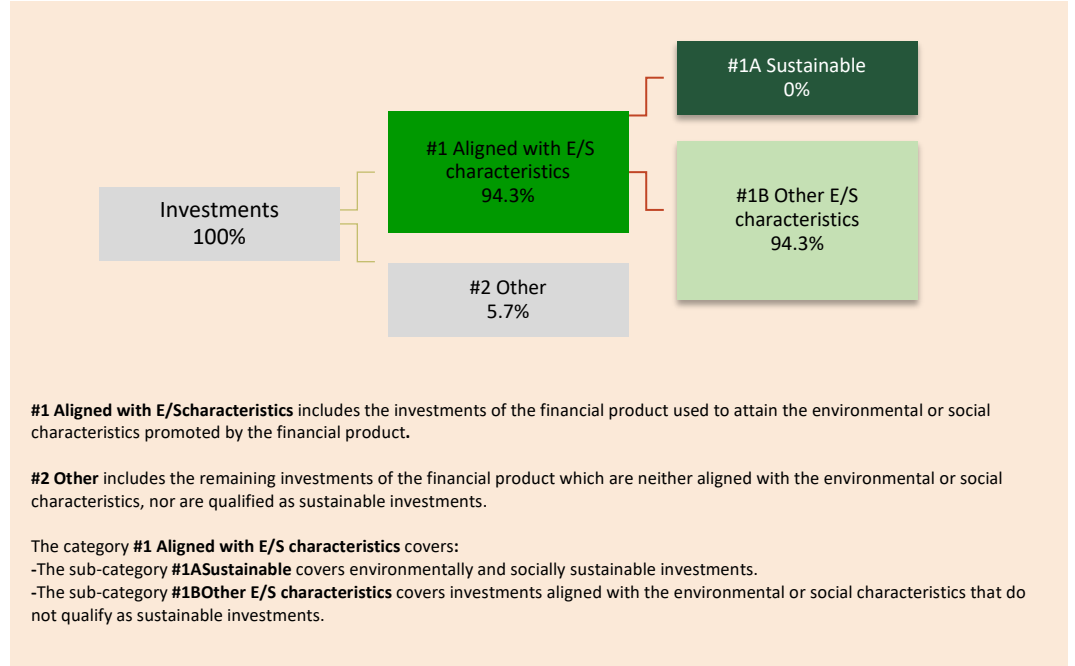 #1A Sustainable
0%
#1 Aligned with E/S
characteristics
94.3%
#1B Other E/S
characteristics
94.3%
Investments
100%
#2 Other
5.7%
#1 Aligned with E/Scharacteristics includes the investments of the financial product used to attain the environmental or social
characteristics promoted by the financial product.
#2 Other includes the remaining investments of the financial product which are neither aligned with the environmental or social
characteristics, nor are qualified as sustainable investments.
The category #1 Aligned with E/S characteristics covers:
-The sub-category #1ASustainable covers environmentally and socially sustainable investments.
-The sub-category #1BOther E/S characteristics covers investments aligned with the environmental or social characteristics that do
not qualify as sustainable investments.